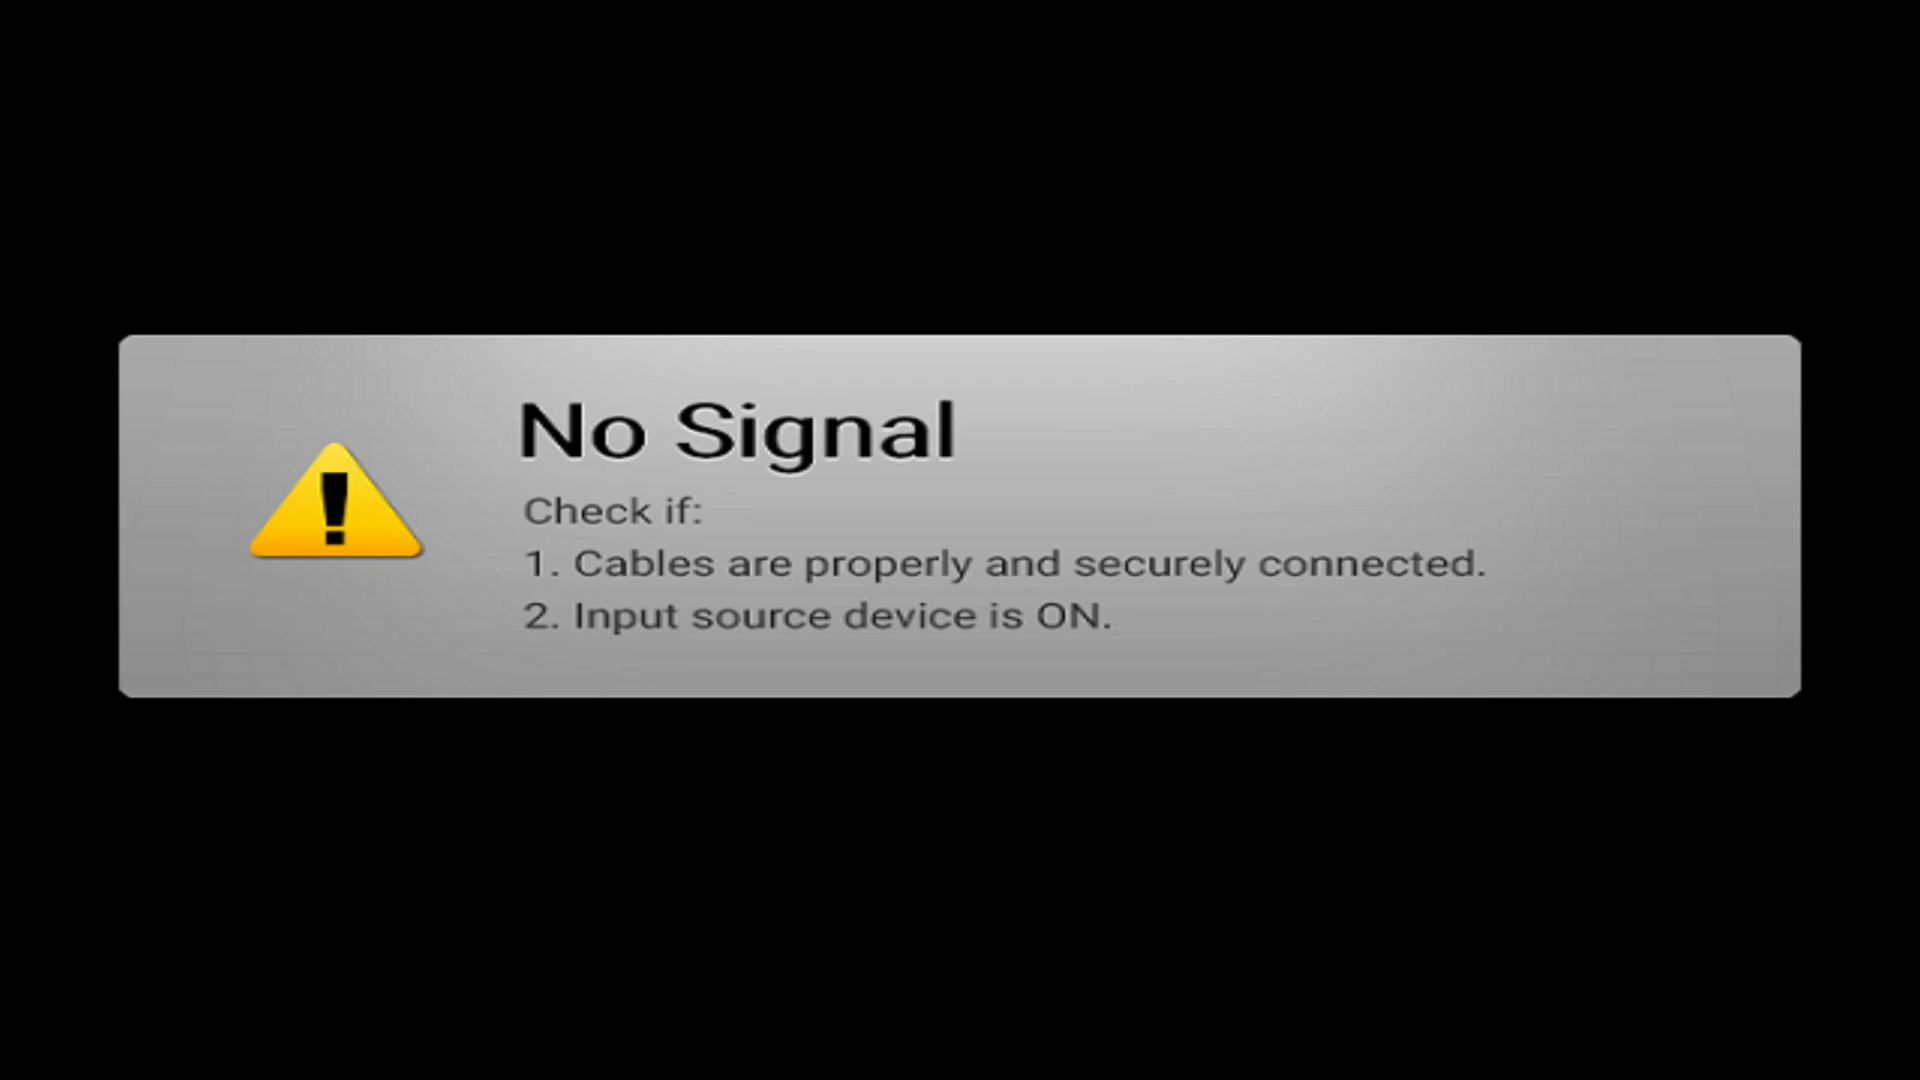 No Signal
Check if:
1. Cables are properly and securely connected.
2. Input source device is ON.